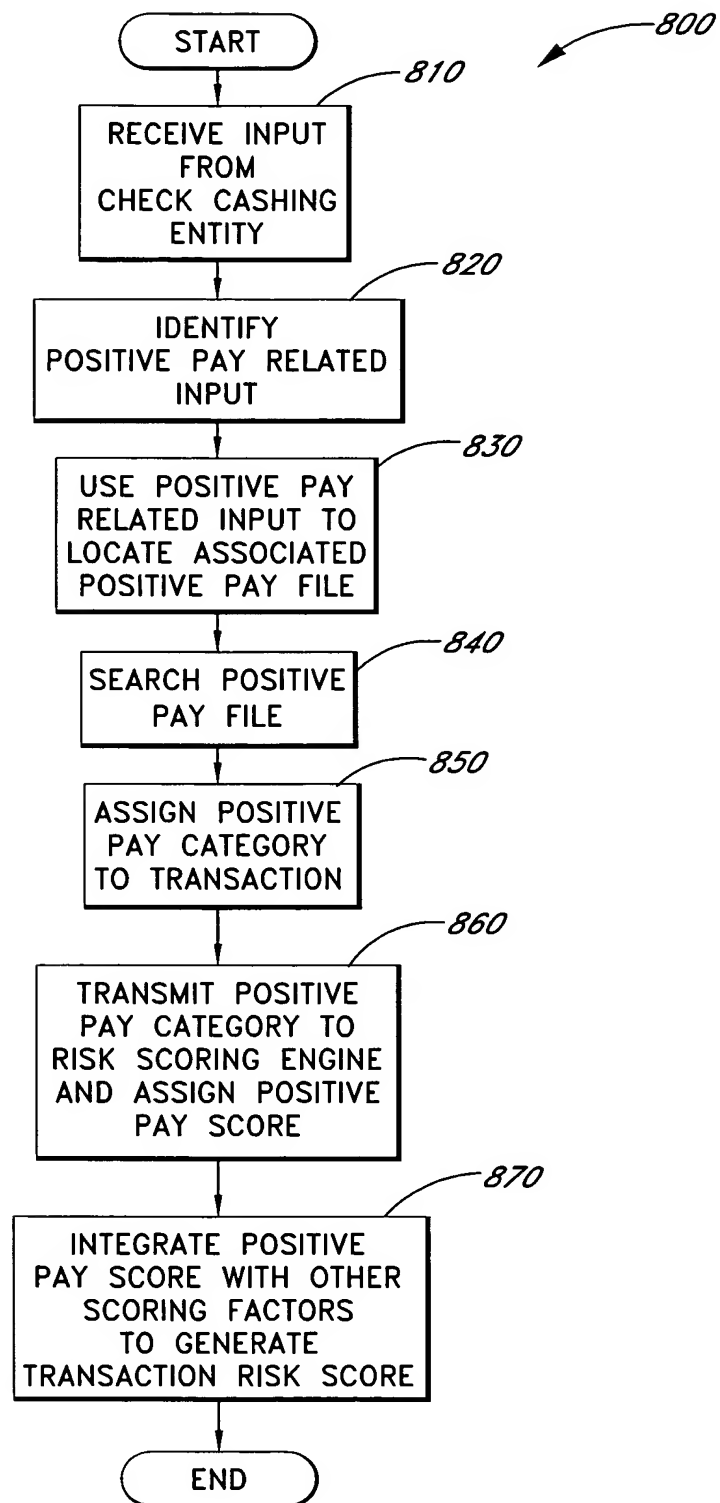 800
START
810
RECEIVE INPUT
FROM
CHECK CASHING
ENTITY
820
IDENTIFY
POSITIVE PAY RELATED
INPUT
830
USE POSITIVE PAY
RELATED INPUT TO
LOCATE ASSOCIATED
POSITIVE PAY FILE
840
SEARCH POSITIVE
PAY FILE
850
ASSIGN POSITIVE
PAY CATEGORY
TO TRANSACTION
860
TRANSMIT POSITIVE
PAY CATEGORY TO
RISK SCORING ENGINE
AND ASSIGN POSITIVE
PAY SCORE
870
INTEGRATE POSITIVE
PAY SCORE WITH OTHER
SCORING FACTORS
TO GENERATE
TRANSACTION RISK SCORE
END